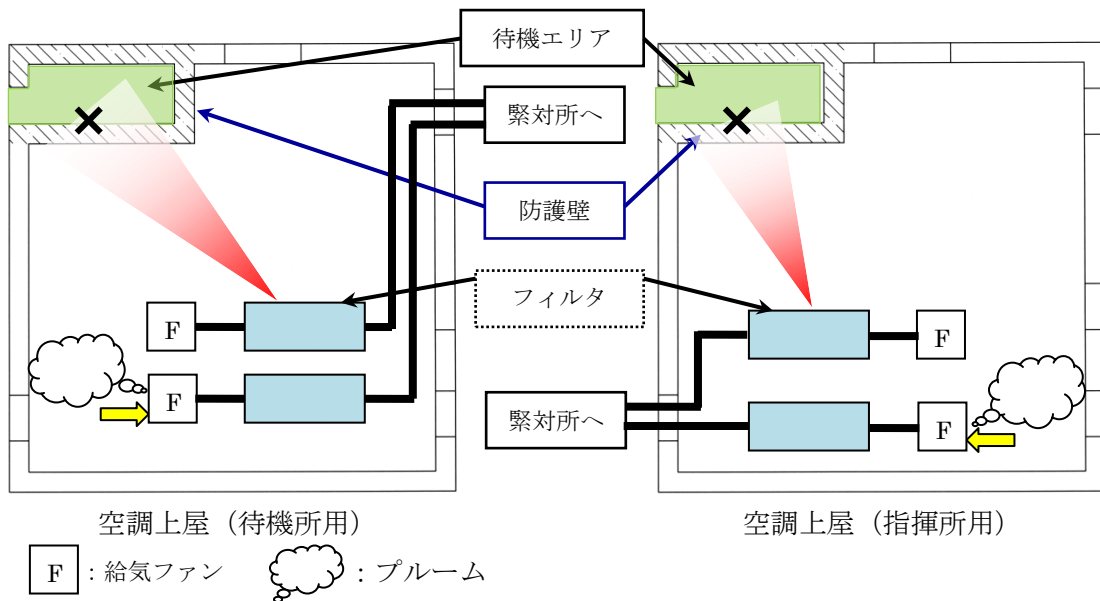 待機エリア
緊対所へ
防護壁
フィルタ
F
F
F
緊対所へ
F
空調上屋（待機所用）
空調上屋（指揮所用）
F
：給気ファン
：プルーム